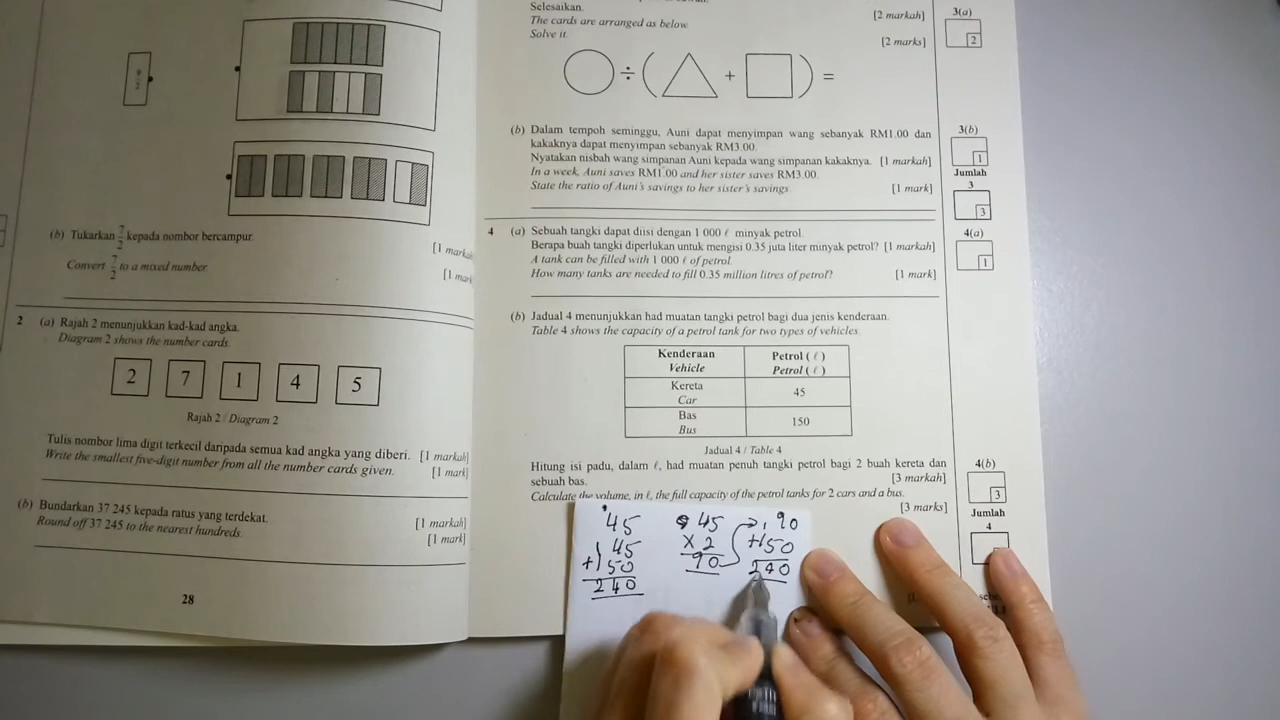 (b) Tukarkan 7/2 kepada nombor bercampur. [1 markah]
Convert 7/2 to a mixed number. [1 mark]
2 (a) Rajah 2 menunjukkan kad-kad angka.
Diagram 2 shows the number cards.
2 7 1 4 5
Rajah 2 / Diagram 2
Tulis nombor lima digit terkecil daripada semua kad angka yang diberi. [1 markah]
Write the smallest five-digit number from all the number cards given. [1 mark]
(b) Bundarkan 37 245 kepada ratus yang terdekat. [1 markah]
Round off 37 245 to the nearest hundreds. [1 mark]
28
Selesaikan. [2 markah]
The cards are arranged as below.
Solve it. [2 marks]
÷ ( + ) =
3(a)
2
(b) Dalam tempoh seminggu, Auni dapat menyimpan wang sebanyak RM1.00 dan
kakaknya dapat menyimpan sebanyak RM3.00.
Nyatakan nisbah wang simpanan Auni kepada wang simpanan kakaknya. [1 markah]
In a week, Auni saves RM1.00 and her sister saves RM3.00.
State the ratio of Auni's savings to her sister's savings. [1 mark]
3(b)
1
Jumlah
3
3
4 (a) Sebuah tangki dapat diisi dengan 1 000 ℓ minyak petrol.
Berapa buah tangki diperlukan untuk mengisi 0.35 juta liter minyak petrol? [1 markah]
A tank can be filled with 1 000 ℓ of petrol.
How many tanks are needed to fill 0.35 million litres of petrol? [1 mark]
4(a)
1
(b) Jadual 4 menunjukkan had muatan tangki petrol bagi dua jenis kenderaan.
Table 4 shows the capacity of a petrol tank for two types of vehicles.
Kenderaan Petrol ( ℓ )
Vehicle Petrol ( ℓ )
Kereta
Car 45
Bas
Bus 150
Jadual 4 / Table 4
Hitung isi padu, dalam ℓ, had muatan penuh tangki petrol bagi 2 buah kereta dan
sebuah bas. [3 markah]
Calculate the volume, in ℓ, the full capacity of the petrol tanks for 2 cars and a bus.
[3 marks]
4(b)
3
Jumlah
4
45 45 90
45 × 2 +150
+150 90 240
240